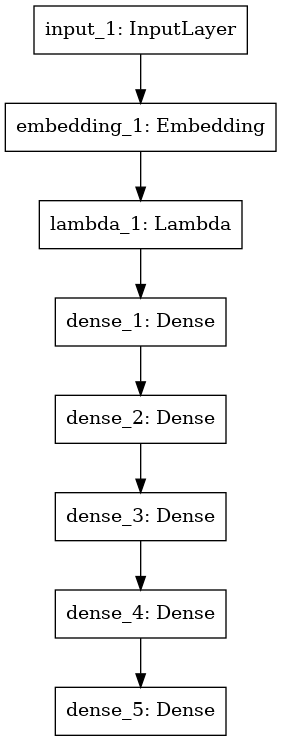 input_1: InputLayer
embedding_1: Embedding
lambda_1: Lambda
dense_1: Dense
dense_2: Dense
dense_3: Dense
dense_4: Dense
dense_5: Dense